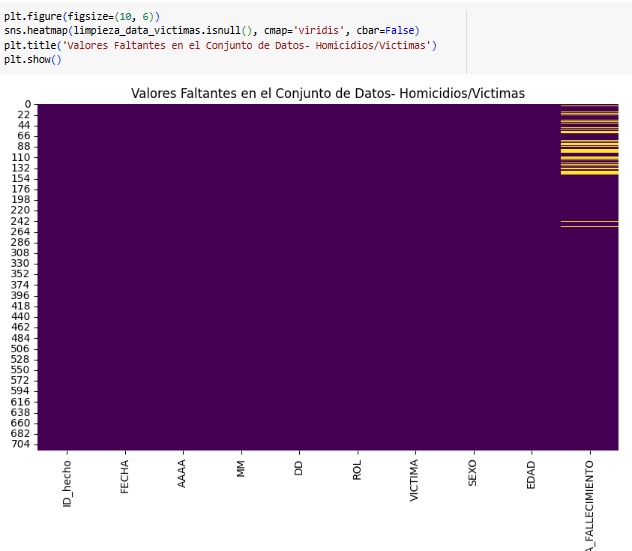 plt.figure(figsize=(10, 6))
sns.heatmap(limpieza_data_victimas.isnull(), cmap='viridis', cbar=False)
plt.title('Valores Faltantes en el Conjunto de Datos- Homicidios/Victimas')
plt.show()
Valores Faltantes en el Conjunto de Datos- Homicidios/Victimas
0
22
44
66
88
110
132
154
176
198
220
242
264
286
308
330
352
374
396
418
440
462
484
506
528
550
572
594
616
638
660
682
704
ID_hecho
FECHA
AAAA
MM
DD
ROL
VICTIMA
SEXO
EDAD
A_FALLECIMIENTO